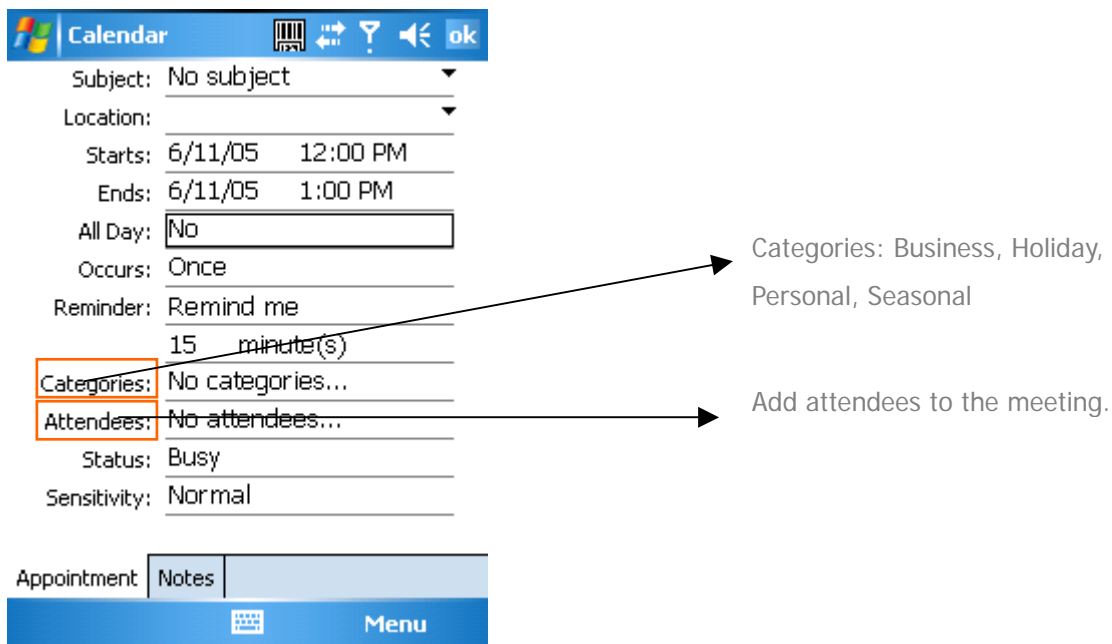 Calendar ok
Subject: No subject
Location:
Starts: 6/11/05 12:00 PM
Ends: 6/11/05 1:00 PM
All Day: No
Occurs: Once
Reminder: Remind me
15 minute(s)
Categories: No categories...
Attendees: No attendees...
Status: Busy
Sensitivity: Normal
Appointment Notes
Menu
Categories: Business, Holiday,
Personal, Seasonal
Add attendees to the meeting.